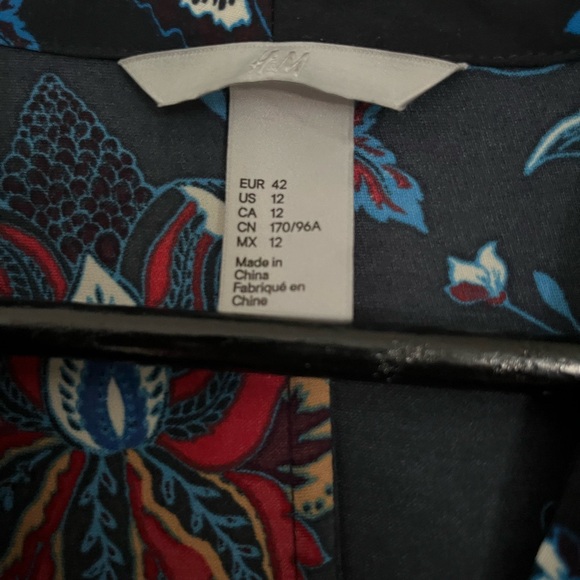 H&M
EUR 42
US 12
CA 12
CN 170/96A
MX 12
Made in
China
Fabriqué en
Chine